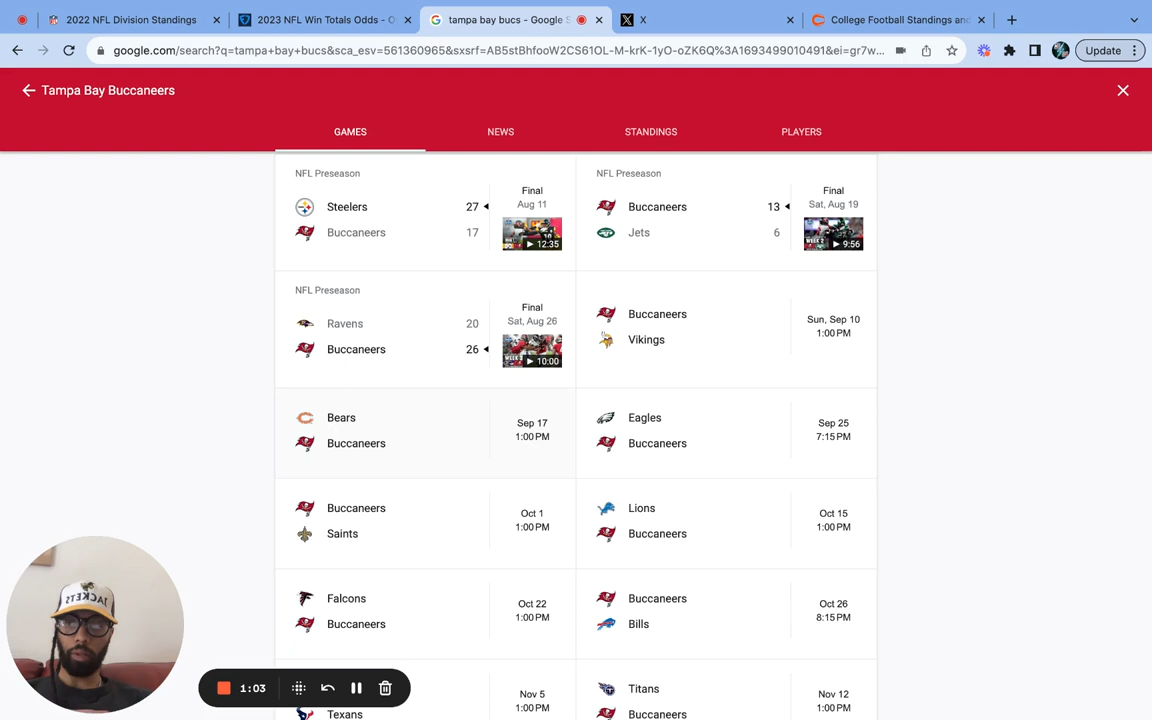 2022 NFL Division Standings
2023 NFL Win Totals Odds - O
tampa bay bucs - Google S
X
College Football Standings and
google.com/search?q=tampa+bay+bucs&sca_esv=561360965&sxsrf=AB5stBhfooW2CS61OL-M-krK-1yO-oZK6Q%3A1693499010491&ei=gr7w...
Update
Tampa Bay Buccaneers
GAMES
NEWS
STANDINGS
PLAYERS
NFL Preseason
Steelers 27
Buccaneers 17
Final
Aug 11
12:35
NFL Preseason
Buccaneers 13
Jets 6
Final
Sat, Aug 19
WEEK 2
9:56
NFL Preseason
Ravens 20
Buccaneers 26
Final
Sat, Aug 26
10:00
Buccaneers
Vikings
Sun, Sep 10
1:00 PM
Bears
Buccaneers
Sep 17
1:00 PM
Eagles
Buccaneers
Sep 25
7:15 PM
Buccaneers
Saints
Oct 1
1:00 PM
Lions
Buccaneers
Oct 15
1:00 PM
Falcons
Buccaneers
Oct 22
1:00 PM
Buccaneers
Bills
Oct 26
8:15 PM
Texans
Nov 5
1:00 PM
Titans
Buccaneers
Nov 12
1:00 PM
JACKETS
1:03